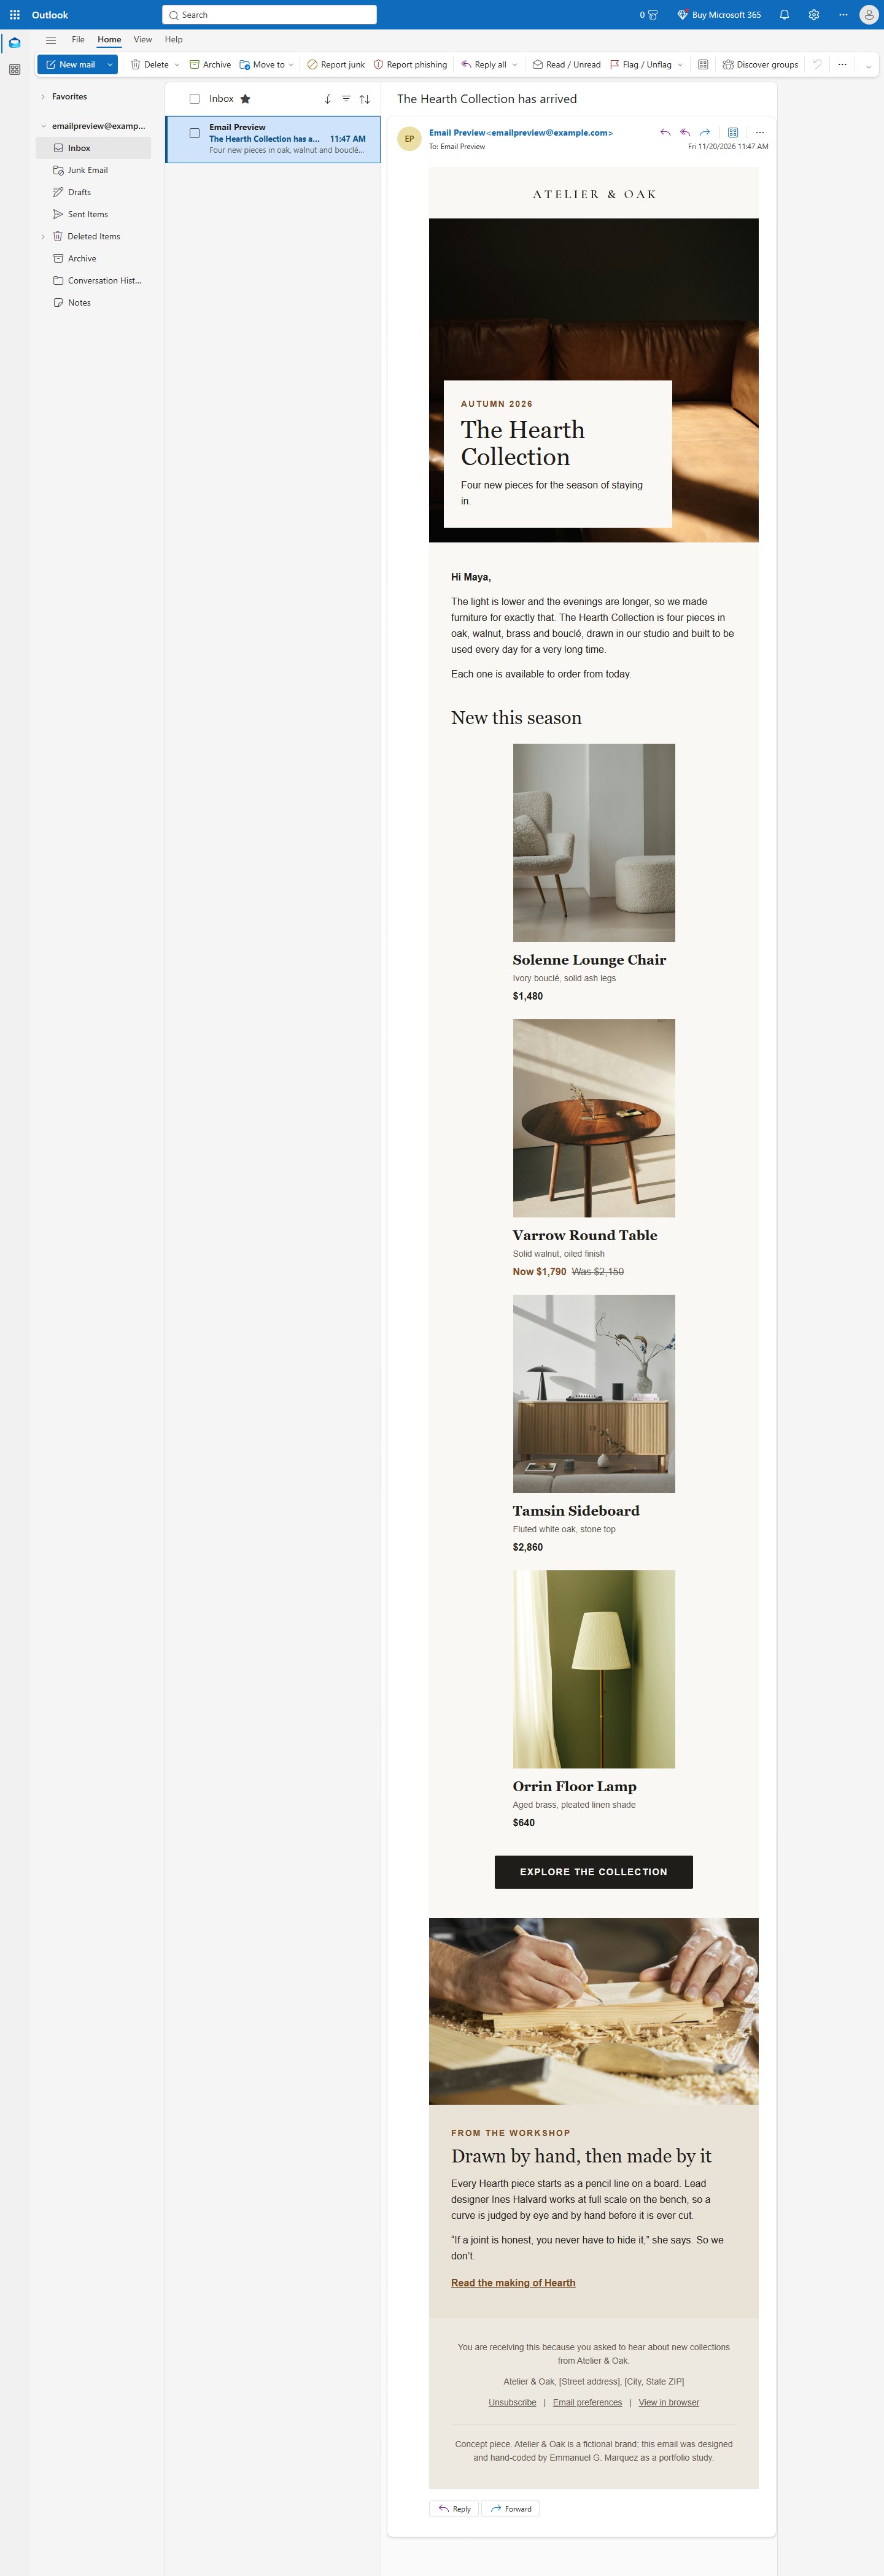 Outlook
Search
0
Buy Microsoft 365
File Home View Help
New mail
Delete
Archive
Move to
Report junk
Report phishing
Reply all
Read / Unread
Flag / Unflag
Discover groups
Favorites
emailpreview@examp...
Inbox
Junk Email
Drafts
Sent Items
Deleted Items
Archive
Conversation Hist...
Notes
Inbox
Email Preview
The Hearth Collection has a... 11:47 AM
Four new pieces in oak, walnut and bouclé...
The Hearth Collection has arrived
EP
Email Preview<emailpreview@example.com>
To: Email Preview
Fri 11/20/2026 11:47 AM
ATELIER & OAK
AUTUMN 2026
The Hearth
Collection
Four new pieces for the season of staying
in.
Hi Maya,
The light is lower and the evenings are longer, so we made
furniture for exactly that. The Hearth Collection is four pieces in
oak, walnut, brass and bouclé, drawn in our studio and built to be
used every day for a very long time.
Each one is available to order from today.
New this season
Solenne Lounge Chair
Ivory bouclé, solid ash legs
$1,480
Varrow Round Table
Solid walnut, oiled finish
Now $1,790 Was $2,150
Tamsin Sideboard
Fluted white oak, stone top
$2,860
Orrin Floor Lamp
Aged brass, pleated linen shade
$640
EXPLORE THE COLLECTION
FROM THE WORKSHOP
Drawn by hand, then made by it
Every Hearth piece starts as a pencil line on a board. Lead
designer Ines Halvard works at full scale on the bench, so a
curve is judged by eye and by hand before it is ever cut.
“If a joint is honest, you never have to hide it,” she says. So we
don’t.
Read the making of Hearth
You are receiving this because you asked to hear about new collections
from Atelier & Oak.
Atelier & Oak, [Street address], [City, State ZIP]
Unsubscribe | Email preferences | View in browser
Concept piece. Atelier & Oak is a fictional brand; this email was designed
and hand-coded by Emmanuel G. Marquez as a portfolio study.
Reply
Forward